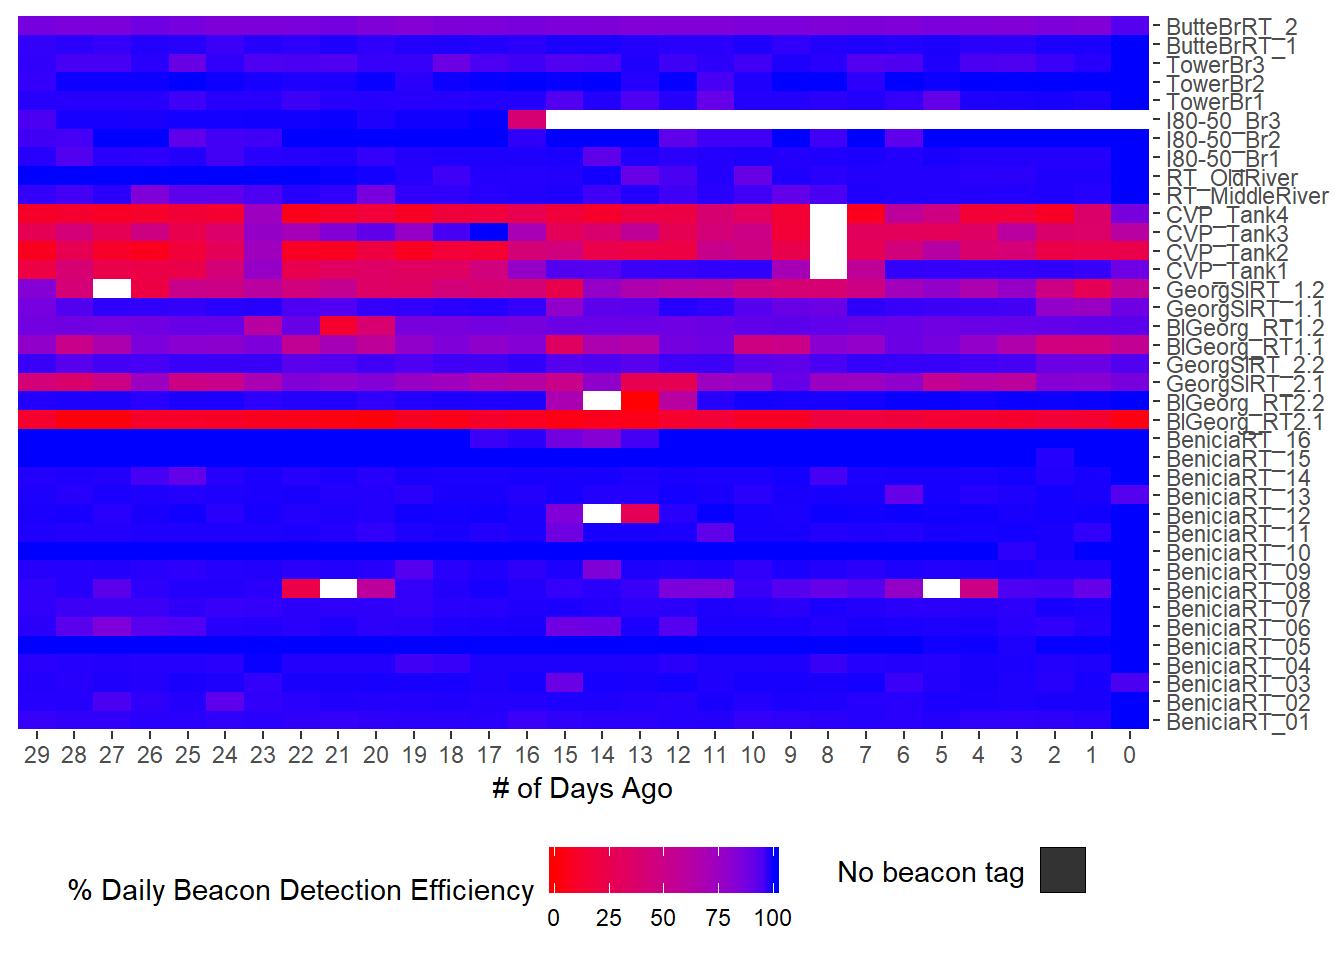 ButteBrRT_2
ButteBrRT_1
TowerBr3
TowerBr2
TowerBr1
I80-50_Br3
I80-50_Br2
I80-50_Br1
RT_OldRiver
RT_MiddleRiver
CVP_Tank4
CVP_Tank3
CVP_Tank2
CVP_Tank1
GeorgSlRT_1.2
GeorgSlRT_1.1
BlGeorg_RT1.2
BlGeorg_RT1.1
GeorgSlRT_2.2
GeorgSlRT_2.1
BlGeorg_RT2.2
BlGeorg_RT2.1
BeniciaRT_16
BeniciaRT_15
BeniciaRT_14
BeniciaRT_13
BeniciaRT_12
BeniciaRT_11
BeniciaRT_10
BeniciaRT_09
BeniciaRT_08
BeniciaRT_07
BeniciaRT_06
BeniciaRT_05
BeniciaRT_04
BeniciaRT_03
BeniciaRT_02
BeniciaRT_01
29 28 27 26 25 24 23 22 21 20 19 18 17 16 15 14 13 12 11 10 9 8 7 6 5 4 3 2 1 0
# of Days Ago
% Daily Beacon Detection Efficiency
0 25 50 75 100
No beacon tag